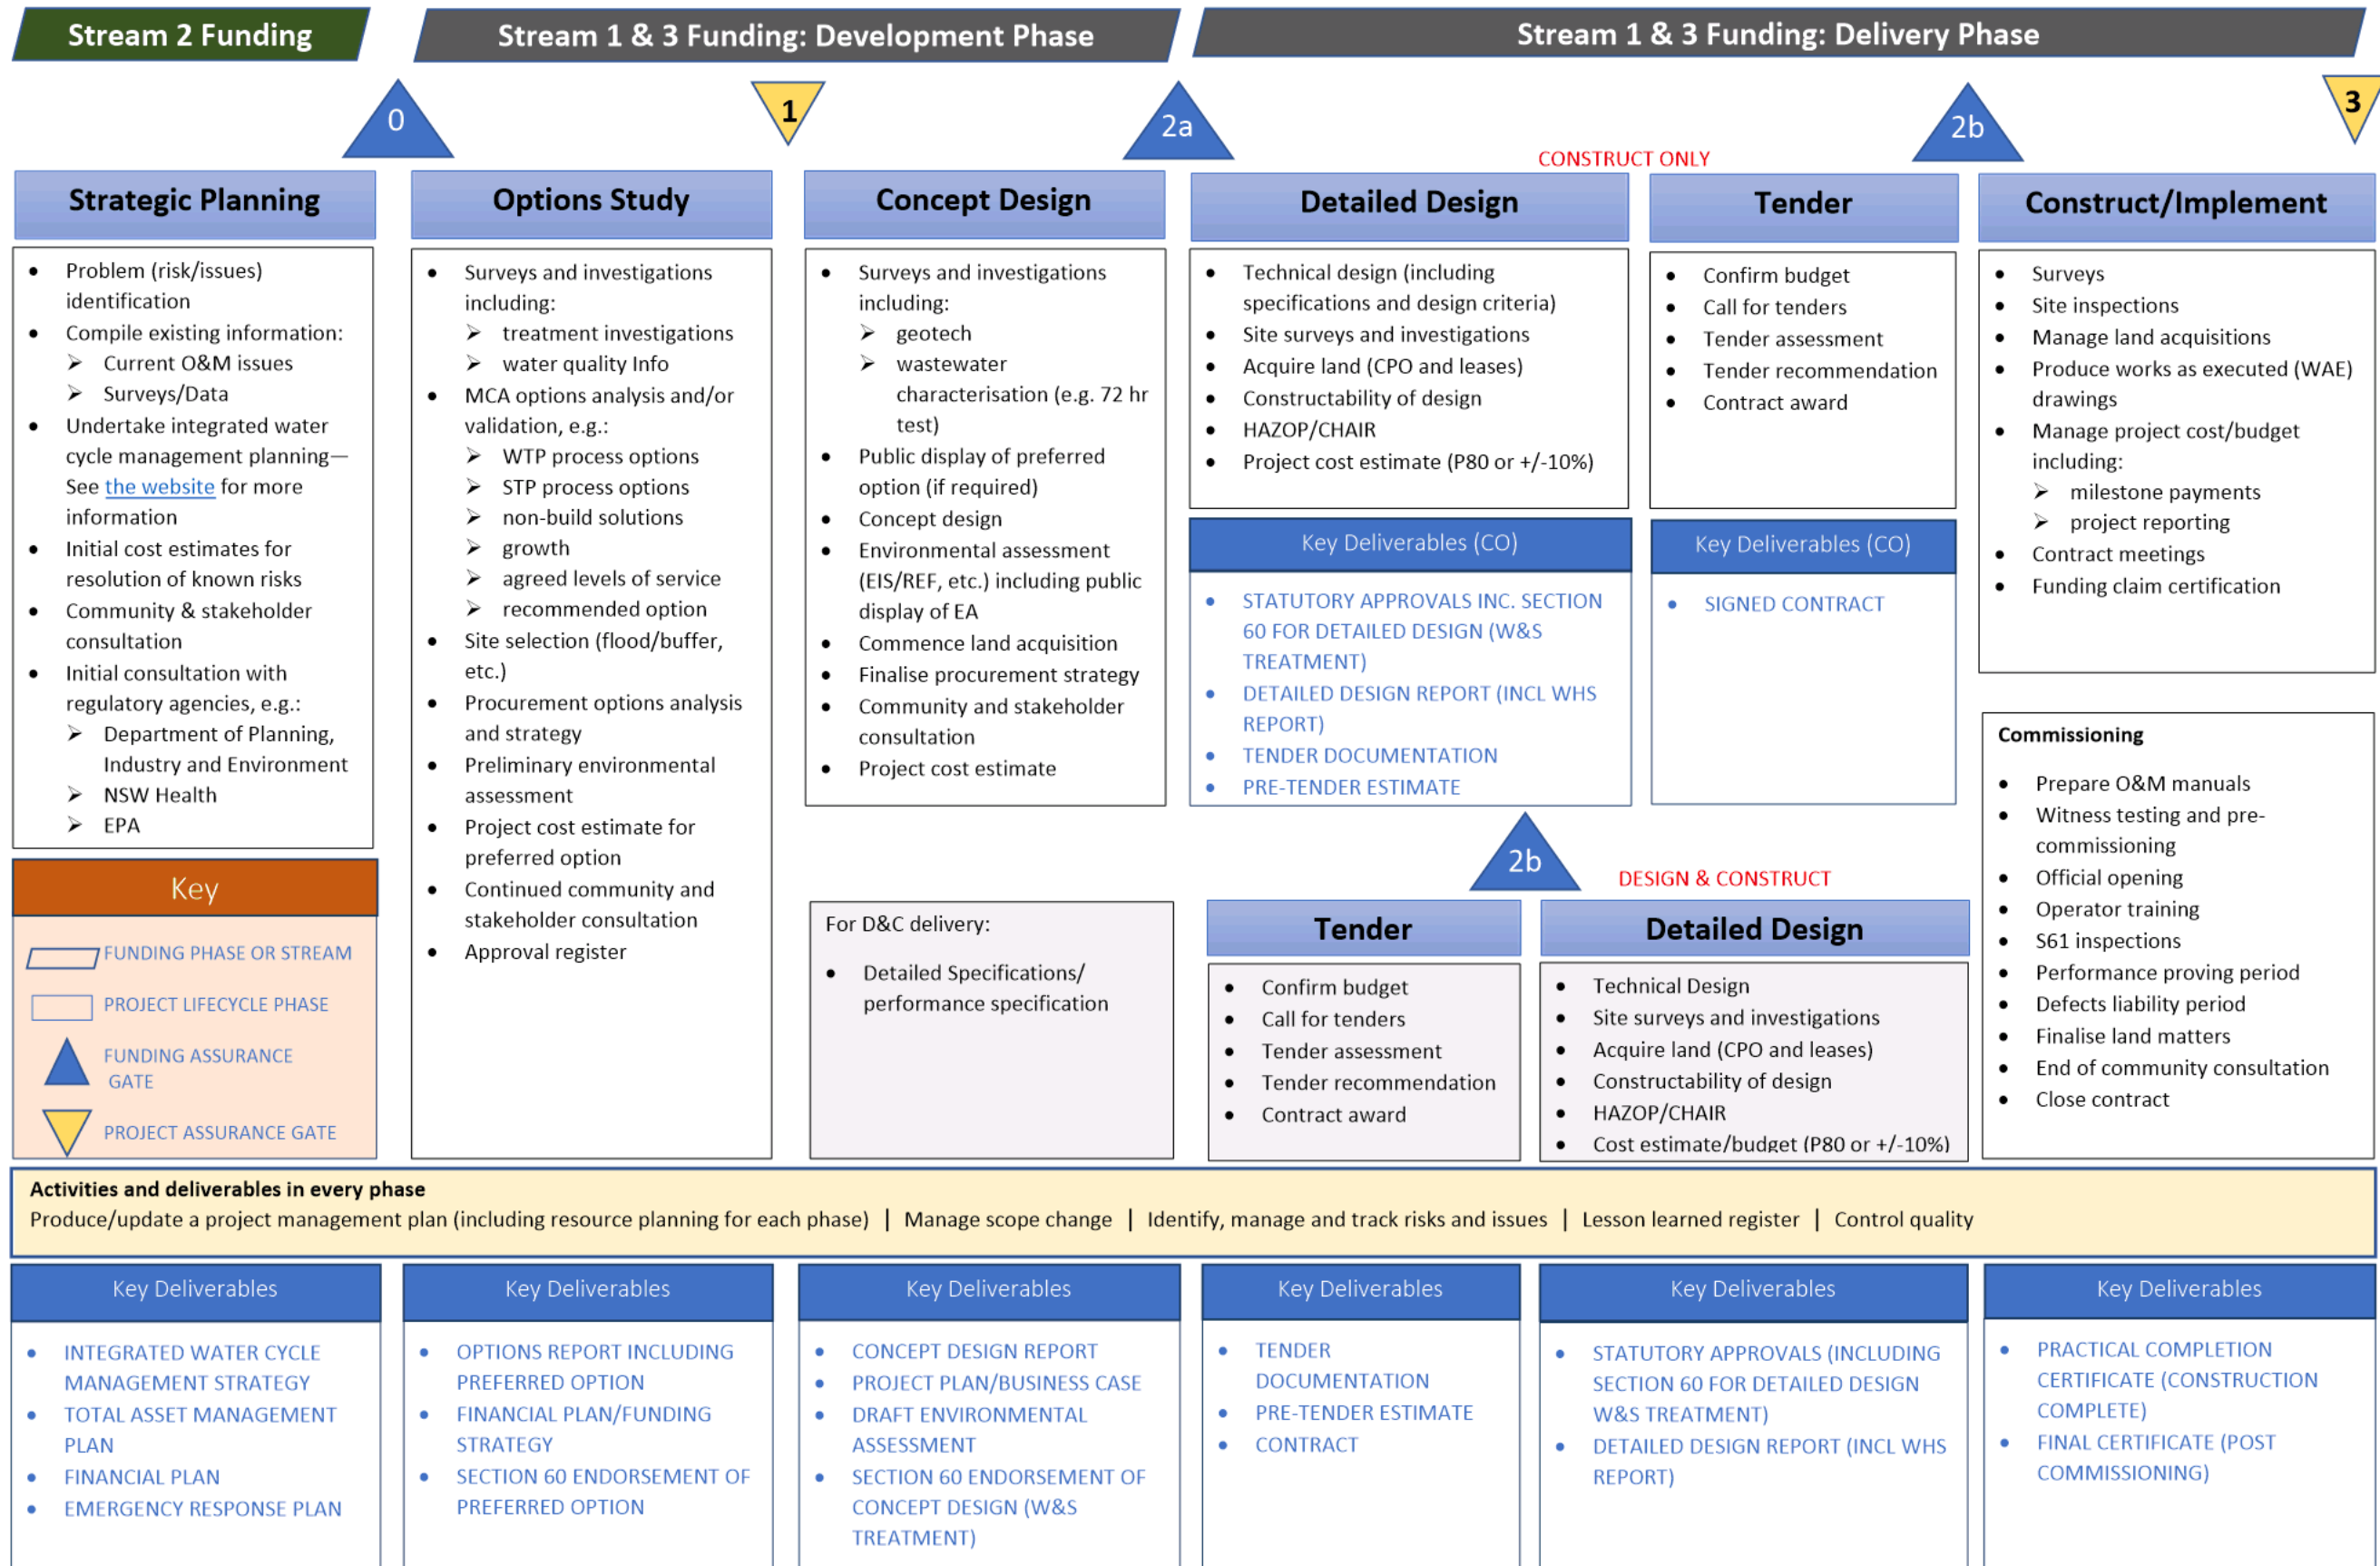 Stream 2 Funding
Stream 1 & 3 Funding: Development Phase
Stream 1 & 3 Funding: Delivery Phase
0
1
2a
2b
3
CONSTRUCT ONLY
Strategic Planning
• Problem (risk/issues)
identification
• Compile existing information:
➢ Current O&M issues
➢ Surveys/Data
• Undertake integrated water
cycle management planning—
See the website for more
information
• Initial cost estimates for
resolution of known risks
• Community & stakeholder
consultation
• Initial consultation with
regulatory agencies, e.g.:
➢ Department of Planning,
Industry and Environment
➢ NSW Health
➢ EPA
Key
FUNDING PHASE OR STREAM
PROJECT LIFECYCLE PHASE
FUNDING ASSURANCE
GATE
PROJECT ASSURANCE GATE
Options Study
• Surveys and investigations
including:
➢ treatment investigations
➢ water quality Info
• MCA options analysis and/or
validation, e.g.:
➢ WTP process options
➢ STP process options
➢ non-build solutions
➢ growth
➢ agreed levels of service
➢ recommended option
• Site selection (flood/buffer,
etc.)
• Procurement options analysis
and strategy
• Preliminary environmental
assessment
• Project cost estimate for
preferred option
• Continued community and
stakeholder consultation
• Approval register
Concept Design
• Surveys and investigations
including:
➢ geotech
➢ wastewater
characterisation (e.g. 72 hr
test)
• Public display of preferred
option (if required)
• Concept design
• Environmental assessment
(EIS/REF, etc.) including public
display of EA
• Commence land acquisition
• Finalise procurement strategy
• Community and stakeholder
consultation
• Project cost estimate
For D&C delivery:
• Detailed Specifications/
performance specification
Detailed Design
• Technical design (including
specifications and design criteria)
• Site surveys and investigations
• Acquire land (CPO and leases)
• Constructability of design
• HAZOP/CHAIR
• Project cost estimate (P80 or +/-10%)
Key Deliverables (CO)
• STATUTORY APPROVALS INC. SECTION
60 FOR DETAILED DESIGN (W&S
TREATMENT)
• DETAILED DESIGN REPORT (INCL WHS
REPORT)
• TENDER DOCUMENTATION
• PRE-TENDER ESTIMATE
Tender
• Confirm budget
• Call for tenders
• Tender assessment
• Tender recommendation
• Contract award
Key Deliverables (CO)
• SIGNED CONTRACT
2b
DESIGN & CONSTRUCT
Tender
• Confirm budget
• Call for tenders
• Tender assessment
• Tender recommendation
• Contract award
Detailed Design
• Technical Design
• Site surveys and investigations
• Acquire land (CPO and leases)
• Constructability of design
• HAZOP/CHAIR
• Cost estimate/budget (P80 or +/-10%)
Construct/Implement
• Surveys
• Site inspections
• Manage land acquisitions
• Produce works as executed (WAE)
drawings
• Manage project cost/budget
including:
➢ milestone payments
➢ project reporting
• Contract meetings
• Funding claim certification
Commissioning
• Prepare O&M manuals
• Witness testing and pre-
commissioning
• Official opening
• Operator training
• S61 inspections
• Performance proving period
• Defects liability period
• Finalise land matters
• End of community consultation
• Close contract
Activities and deliverables in every phase
Produce/update a project management plan (including resource planning for each phase) | Manage scope change | Identify, manage and track risks and issues | Lesson learned register | Control quality
Key Deliverables
• INTEGRATED WATER CYCLE
MANAGEMENT STRATEGY
• TOTAL ASSET MANAGEMENT
PLAN
• FINANCIAL PLAN
• EMERGENCY RESPONSE PLAN
Key Deliverables
• OPTIONS REPORT INCLUDING
PREFERRED OPTION
• FINANCIAL PLAN/FUNDING
STRATEGY
• SECTION 60 ENDORSEMENT OF
PREFERRED OPTION
Key Deliverables
• CONCEPT DESIGN REPORT
• PROJECT PLAN/BUSINESS CASE
• DRAFT ENVIRONMENTAL
ASSESSMENT
• SECTION 60 ENDORSEMENT OF
CONCEPT DESIGN (W&S
TREATMENT)
Key Deliverables
• TENDER
DOCUMENTATION
• PRE-TENDER ESTIMATE
• CONTRACT
Key Deliverables
• STATUTORY APPROVALS (INCLUDING
SECTION 60 FOR DETAILED DESIGN
W&S TREATMENT)
• DETAILED DESIGN REPORT (INCL WHS
REPORT)
Key Deliverables
• PRACTICAL COMPLETION
CERTIFICATE (CONSTRUCTION
COMPLETE)
• FINAL CERTIFICATE (POST
COMMISSIONING)